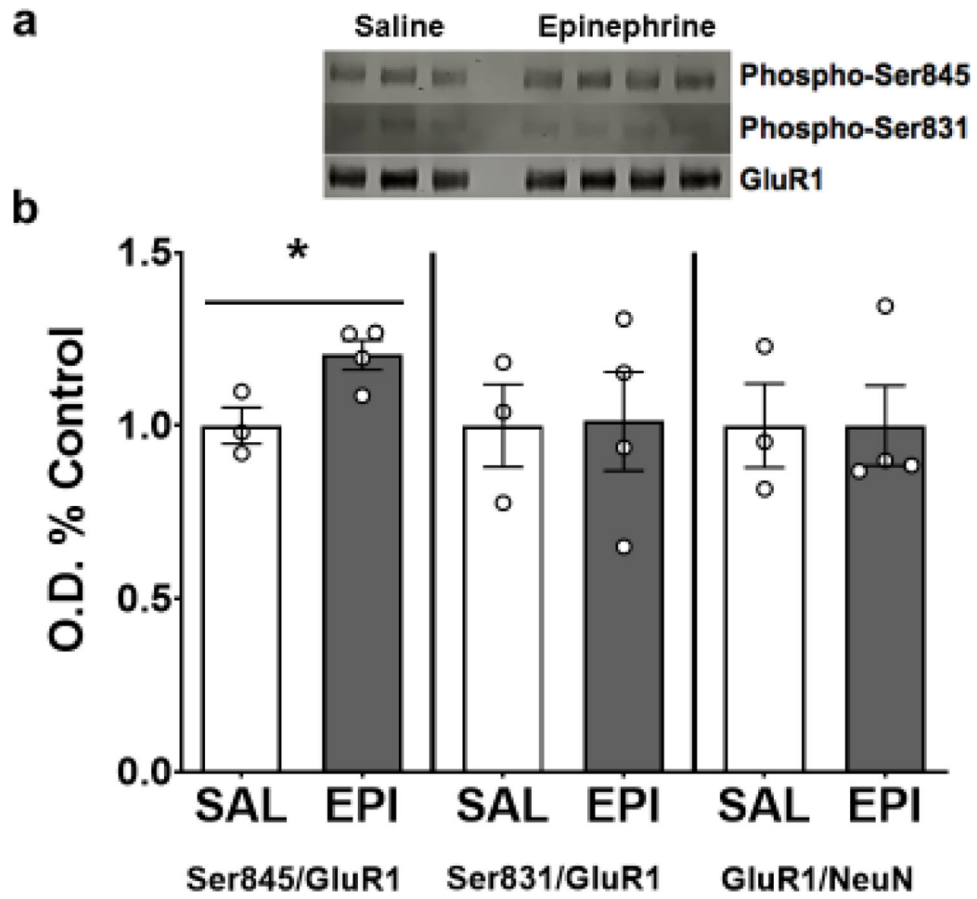 a
Saline Epinephrine
Phospho-Ser845
Phospho-Ser831
GluR1
b
*
1.5
1.0
0.5
0.0
O.D. % Control
SAL EPI SAL EPI SAL EPI
Ser845/GluR1 Ser831/GluR1 GluR1/NeuN